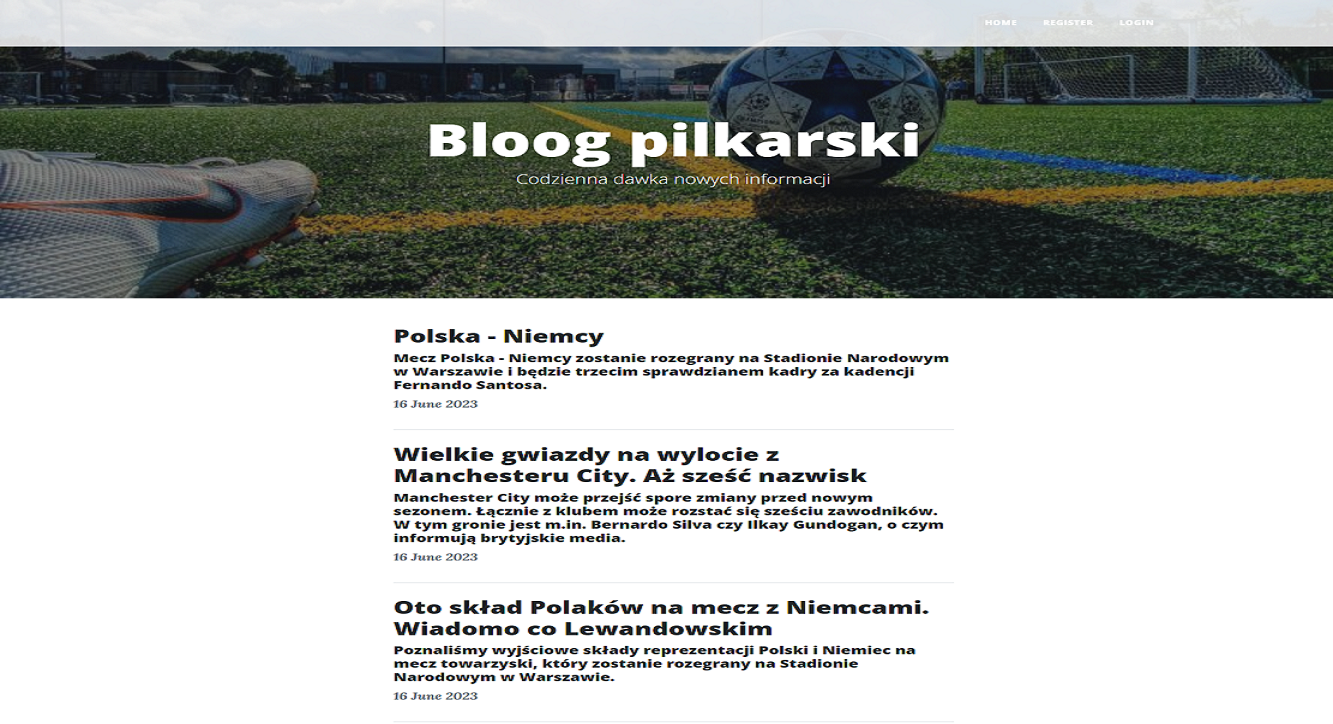 HOME REGISTER LOGIN
Bloog pilkarski
Codzienna dawka nowych informacji
Polska - Niemcy
Mecz Polska - Niemcy zostanie rozegrany na Stadionie Narodowym
w Warszawie i będzie trzecim sprawdzianem kadry za kadencji
Fernando Santosa.
16 June 2023
Wielkie gwiazdy na wylocie z
Manchesteru City. Aż sześć nazwisk
Manchester City może przejść spore zmiany przed nowym
sezonem. Łącznie z klubem może rozstać się sześciu zawodników.
W tym gronie jest m.in. Bernardo Silva czy Ilkay Gundogan, o czym
informują brytyjskie media.
16 June 2023
Oto skład Polaków na mecz z Niemcami.
Wiadomo co Lewandowskim
Poznaliśmy wyjściowe składy reprezentacji Polski i Niemiec na
mecz towarzyski, który zostanie rozegrany na Stadionie
Narodowym w Warszawie.
16 June 2023